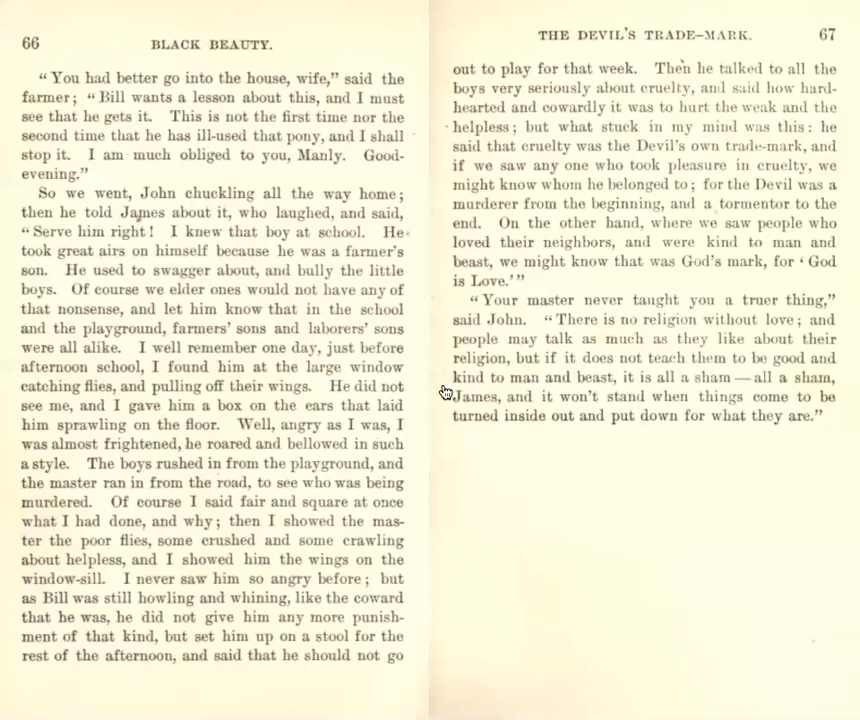 66
BLACK BEAUTY.
“ You had better go into the house, wife,” said the
farmer; “ Bill wants a lesson about this, and I must
see that he gets it. This is not the first time nor the
second time that he has ill-used that pony, and I shall
stop it. I am much obliged to you, Manly. Good-
evening.”
So we went, John chuckling all the way home;
then he told James about it, who laughed, and said,
“ Serve him right! I knew that boy at school. He
took great airs on himself because he was a farmer's
son. He used to swagger about, and bully the little
boys. Of course we elder ones would not have any of
that nonsense, and let him know that in the school
and the playground, farmers' sons and laborers' sons
were all alike. I well remember one day, just before
afternoon school, I found him at the large window
catching flies, and pulling off their wings. He did not
see me, and I gave him a box on the ears that laid
him sprawling on the floor. Well, angry as I was, I
was almost frightened, he roared and bellowed in such
a style. The boys rushed in from the playground, and
the master ran in from the road, to see who was being
murdered. Of course I said fair and square at once
what I had done, and why; then I showed the mas-
ter the poor flies, some crushed and some crawling
about helpless, and I showed him the wings on the
window-sill. I never saw him so angry before; but
as Bill was still howling and whining, like the coward
that he was, he did not give him any more punish-
ment of that kind, but set him up on a stool for the
rest of the afternoon, and said that he should not go
THE DEVIL'S TRADE-MARK.
67
out to play for that week. Then he talked to all the
boys very seriously about cruelty, and said how hard-
hearted and cowardly it was to hurt the weak and the
helpless; but what stuck in my mind was this: he
said that cruelty was the Devil's own trade-mark, and
if we saw any one who took pleasure in cruelty, we
might know whom he belonged to; for the Devil was a
murderer from the beginning, and a tormentor to the
end. On the other hand, where we saw people who
loved their neighbors, and were kind to man and
beast, we might know that was God's mark, for ‘ God
is Love.’ ”
“ Your master never taught you a truer thing,”
said John. “ There is no religion without love; and
people may talk as much as they like about their
religion, but if it does not teach them to be good and
kind to man and beast, it is all a sham — all a sham,
James, and it won't stand when things come to be
turned inside out and put down for what they are.”